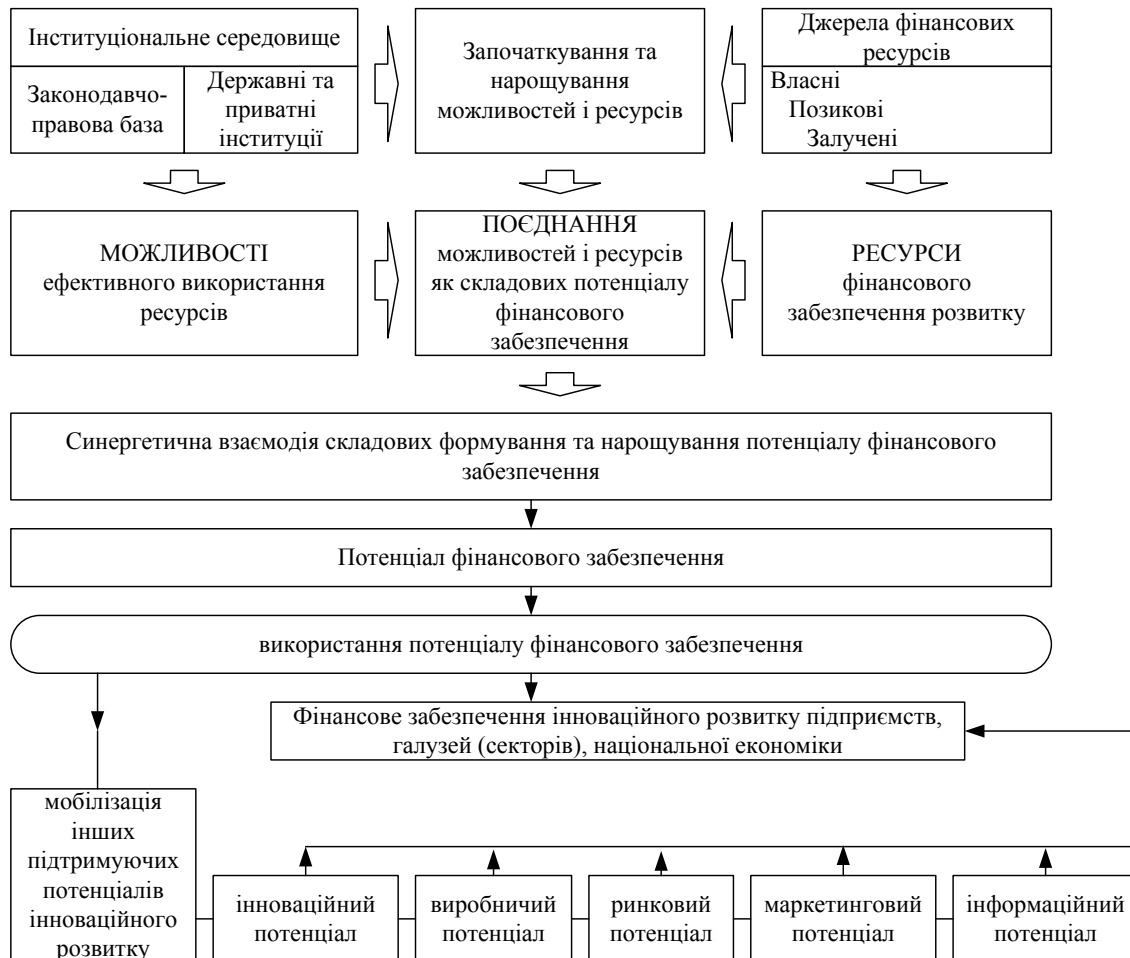 Інституціональне середовище
Законодавчо-
правова база
Державні та
приватні
інституції
Започаткування та
нарощування
можливостей і ресурсів
Джерела фінансових
ресурсів
Власні
Позикові
Залучені
МОЖЛИВОСТІ
ефективного використання
ресурсів
ПОЄДНАННЯ
можливостей і ресурсів
як складових потенціалу
фінансового
забезпечення
РЕСУРСИ
фінансового
забезпечення розвитку
Синергетична взаємодія складових формування та нарощування потенціалу фінансового
забезпечення
Потенціал фінансового забезпечення
використання потенціалу фінансового забезпечення
Фінансове забезпечення інноваційного розвитку підприємств,
галузей (секторів), національної економіки
мобілізація
інших
підтримуючих
потенціалів
інноваційного
розвитку
інноваційний
потенціал
виробничий
потенціал
ринковий
потенціал
маркетинговий
потенціал
інформаційний
потенціал